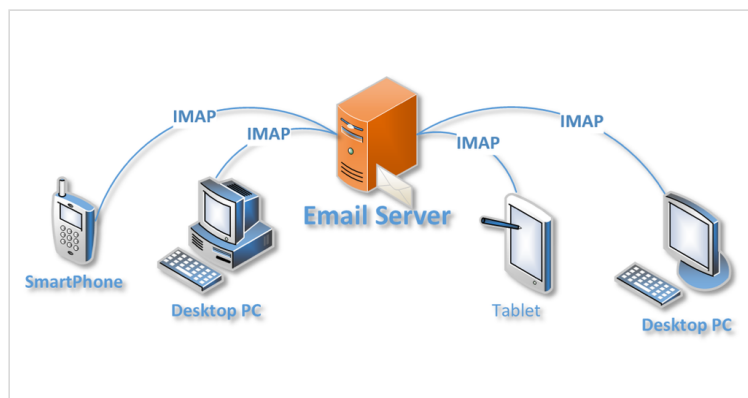 IMAP
IMAP
IMAP
IMAP
Email Server
SmartPhone
Desktop PC
Tablet
Desktop PC